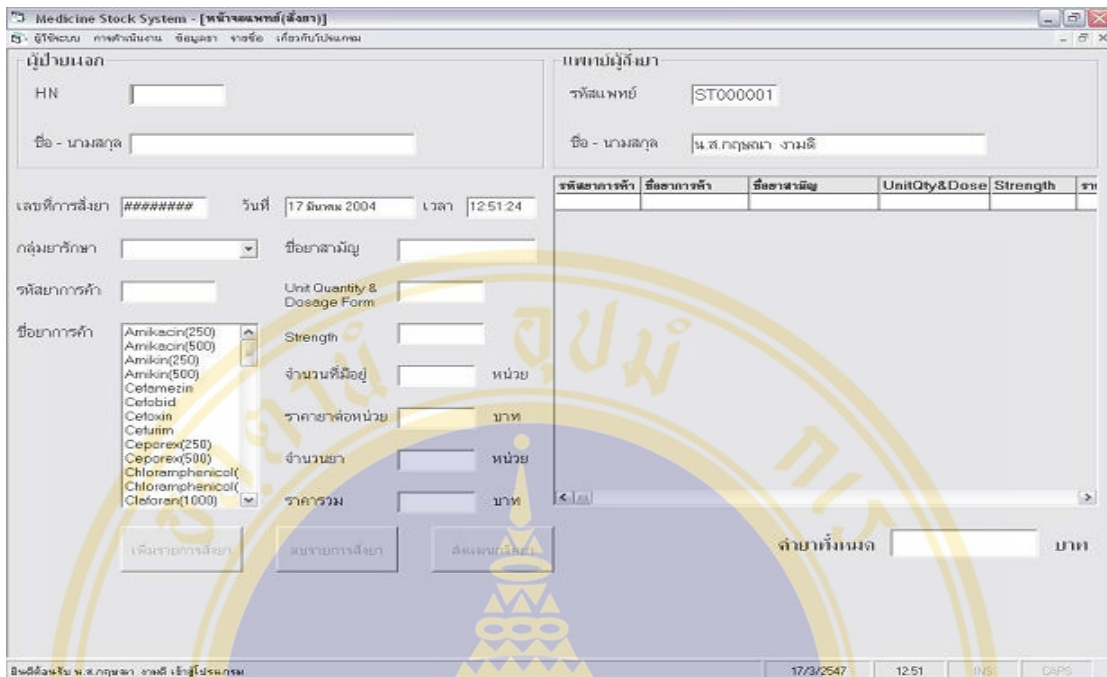 Medicine Stock System - [หน้าจอแพทย์(สั่งยา)]
ผู้ใช้ระบบ การดำเนินงาน ข้อมูลยา รายชื่อ เกี่ยวกับโปรแกรม
ผู้ป่วยนอก
HN
ชื่อ - นามสกุล
แพทย์ผู้สั่งยา
รหัสแพทย์ ST000001
ชื่อ - นามสกุล น.ส.กฤษณา งามดี
เลขที่การสั่งยา ######## วันที่ 17 มีนาคม 2004 เวลา 12:51:24
กลุ่มยารักษา ชื่อยาสามัญ
รหัสยาการค้า Unit Quantity &
Dosage Form
ชื่อยาการค้า
Amikacin(250)
Amikacin(500)
Amikin(250)
Amikin(500)
Cefamezin
Cefobid
Cefoxin
Cefurim
Ceporex(250)
Ceporex(500)
Chloramphenicol(
Chloramphenicol(
Claforan(1000)
Strength
จำนวนที่มีอยู่ หน่วย
ราคายาต่อหน่วย บาท
จำนวนยา หน่วย
ราคารวม บาท
เพิ่มรายการสั่งยา ลบรายการสั่งยา
รหัสยาการค้า ชื่อยาการค้า ชื่อยาสามัญ UnitQty&Dose Strength รา
ค่ายาทั้งหมด บาท
ยินดีต้อนรับ น.ส.กฤษณา งามดี เข้าสู่โปรแกรม 17/3/2547 12:51 INS CAPS